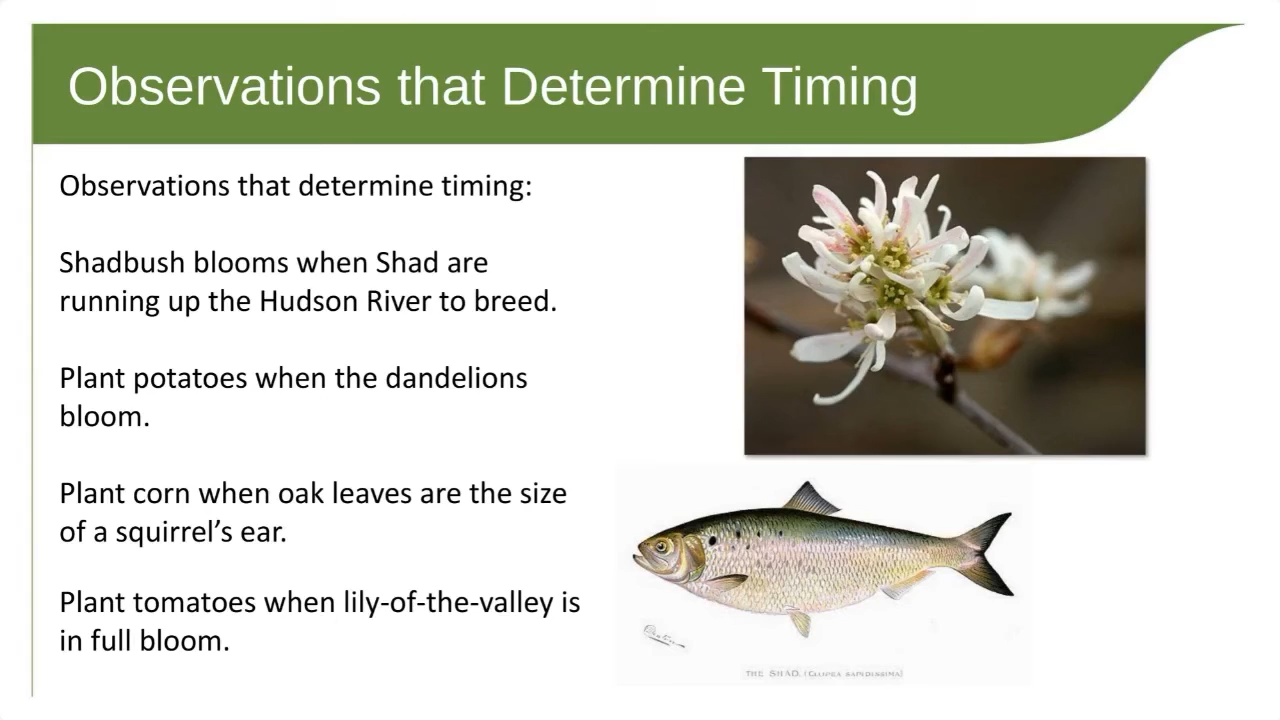 Observations that Determine Timing
Observations that determine timing:
Shadbush blooms when Shad are
running up the Hudson River to breed.
Plant potatoes when the dandelions
bloom.
Plant corn when oak leaves are the size
of a squirrel’s ear.
Plant tomatoes when lily-of-the-valley is
in full bloom.
THE SHAD. (CLUPEA SAPIDISSIMA)